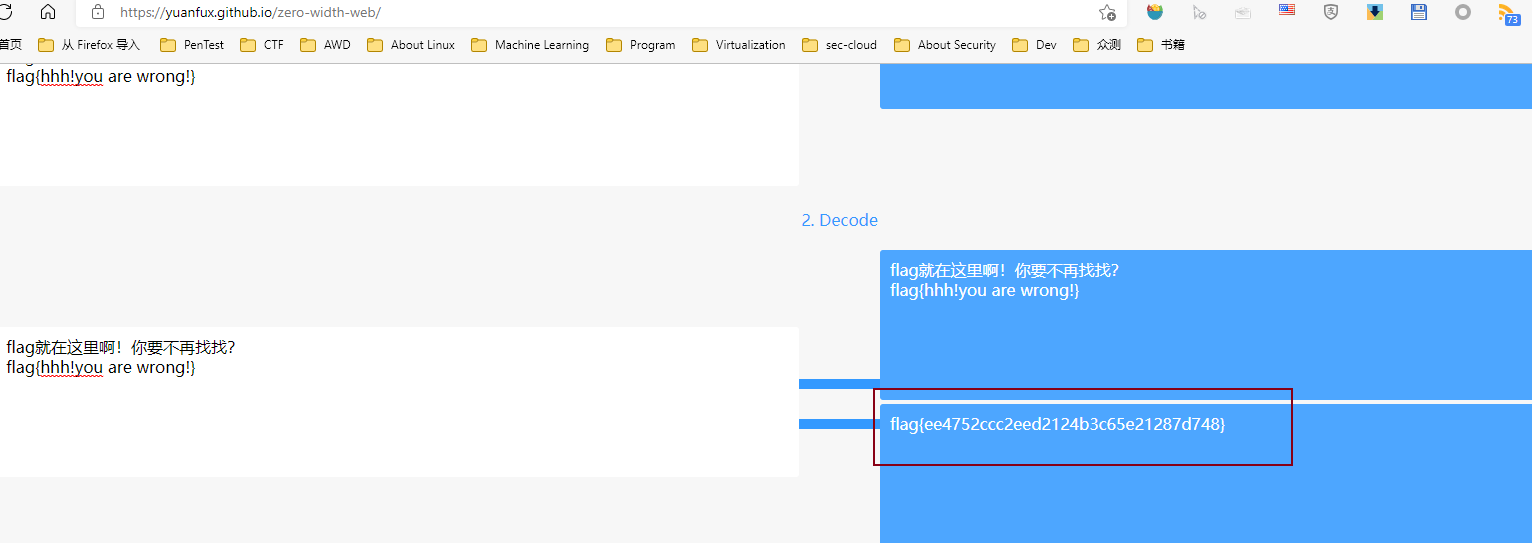 https://yuanfux.github.io/zero-width-web/
73
首页 从 Firefox 导入 PenTest CTF AWD About Linux Machine Learning Program Virtualization sec-cloud About Security Dev 众测 书籍
flag{hhh!you are wrong!}
2. Decode
flag就在这里啊！你要不再找找？
flag{hhh!you are wrong!}
flag就在这里啊！你要不再找找？
flag{hhh!you are wrong!}
flag{ee4752ccc2eed2124b3c65e21287d748}